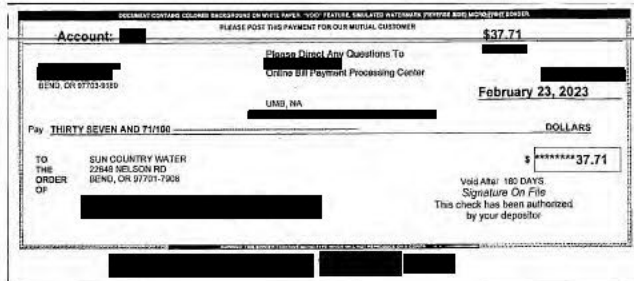 DOCUMENT CONTAINS COLORED BACKGROUND ON WHITE PAPER, "VOID" FEATURE, SIMULATED WATERMARK (REVERSE SIDE) MICRO-PRINT BORDER.
PLEASE POST THIS PAYMENT FOR OUR MUTUAL CUSTOMER
Account:
$37.71
Please Direct Any Questions To
Online Bill Payment Processing Center
BEND, OR 97703-9189
February 23, 2023
UMB, NA
Pay THIRTY SEVEN AND 71/100 DOLLARS
TO THE ORDER OF
SUN COUNTRY WATER
22648 NELSON RD
BEND, OR 97701-7908
$ ********37.71
Void After 180 DAYS
Signature On File
This check has been authorized
by your depositor